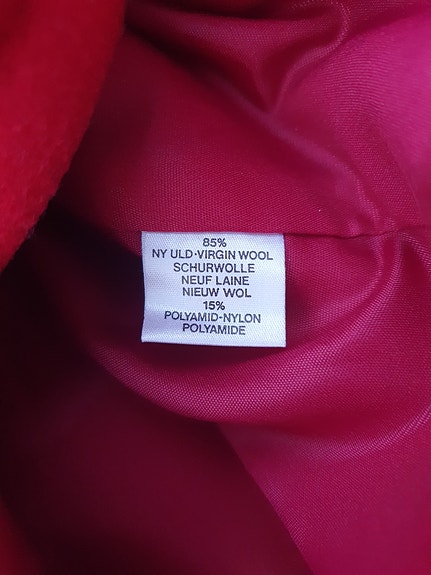 85%
NY ULD·VIRGIN WOOL
SCHURWOLLE
NEUF LAINE
NIEUW WOL
15%
POLYAMID-NYLON
POLYAMIDE